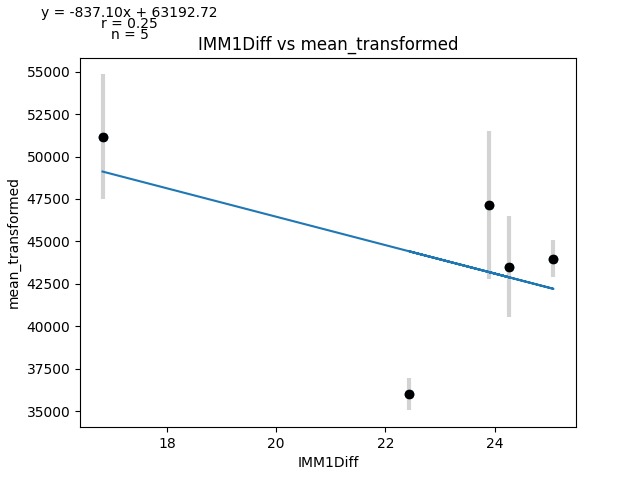 y = -837.10x + 63192.72
r = 0.25
n = 5
IMM1Diff vs mean_transformed
55000
52500
50000
47500
45000
42500
40000
37500
35000
mean_transformed
18
20
22
24
IMM1Diff